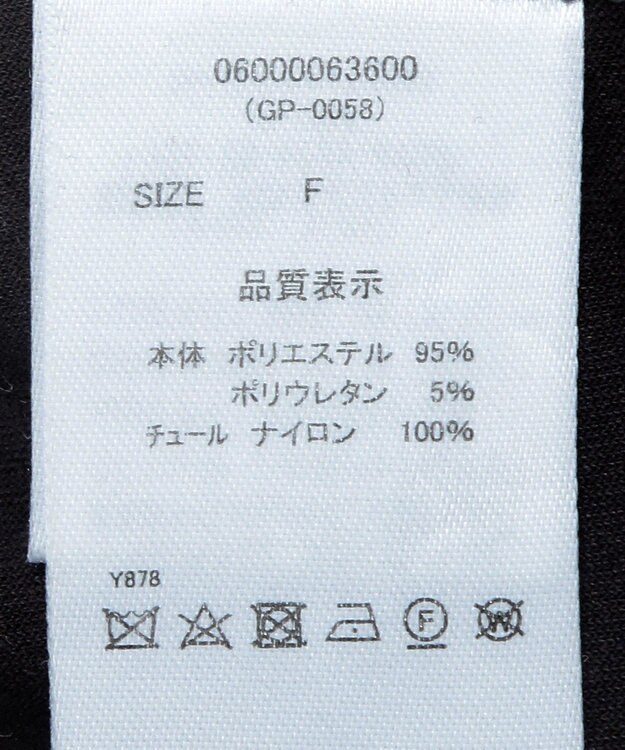 06000063600
(GP-0058)
SIZE F
品質表示
本体 ポリエステル 95%
ポリウレタン 5%
チュール ナイロン 100%
Y878
F W